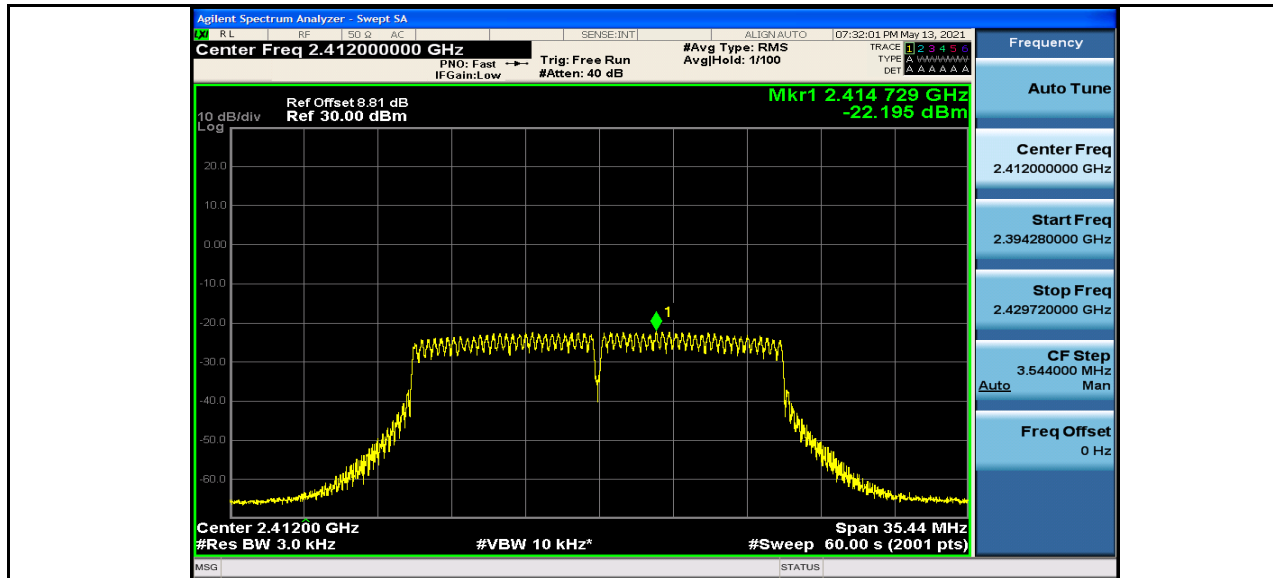 Agilent Spectrum Analyzer - Swept SA
LXI RL RF 50 Ω AC SENSE:INT ALIGN AUTO 07:32:01 PM May 13, 2021
Center Freq 2.412000000 GHz
PNO: Fast
IFGain:Low
Trig: Free Run
#Atten: 40 dB
#Avg Type: RMS
Avg|Hold: 1/100
TRACE 1 2 3 4 5 6
TYPE A WWWWW
DET A A A A A A
Frequency
Mkr1 2.414 729 GHz
-22.195 dBm
Ref Offset 8.81 dB
10 dB/div Ref 30.00 dBm
Log
20.0
10.0
0.00
-10.0
-20.0
-30.0
-40.0
-50.0
-60.0
1
Center 2.41200 GHz
Span 35.44 MHz
#Res BW 3.0 kHz
#VBW 10 kHz*
#Sweep 60.00 s (2001 pts)
MSG
STATUS
Auto Tune
Center Freq
2.412000000 GHz
Start Freq
2.394280000 GHz
Stop Freq
2.429720000 GHz
CF Step
3.544000 MHz
Auto Man
Freq Offset
0 Hz